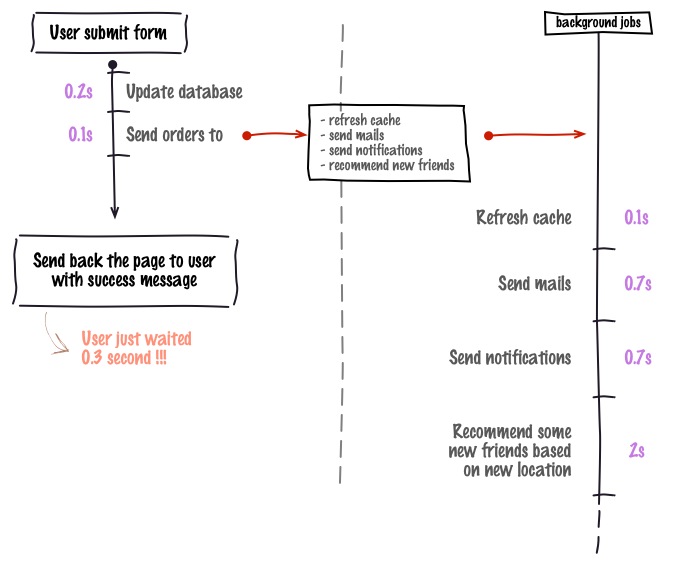 User submit form
0.2s
Update database
0.1s
Send orders to
Send back the page to user
with success message
User just waited
0.3 second !!!
- refresh cache
- send mails
- send notifications
- recommend new friends
background jobs
Refresh cache
0.1s
Send mails
0.7s
Send notifications
0.7s
Recommend some
new friends based
on new location
2s